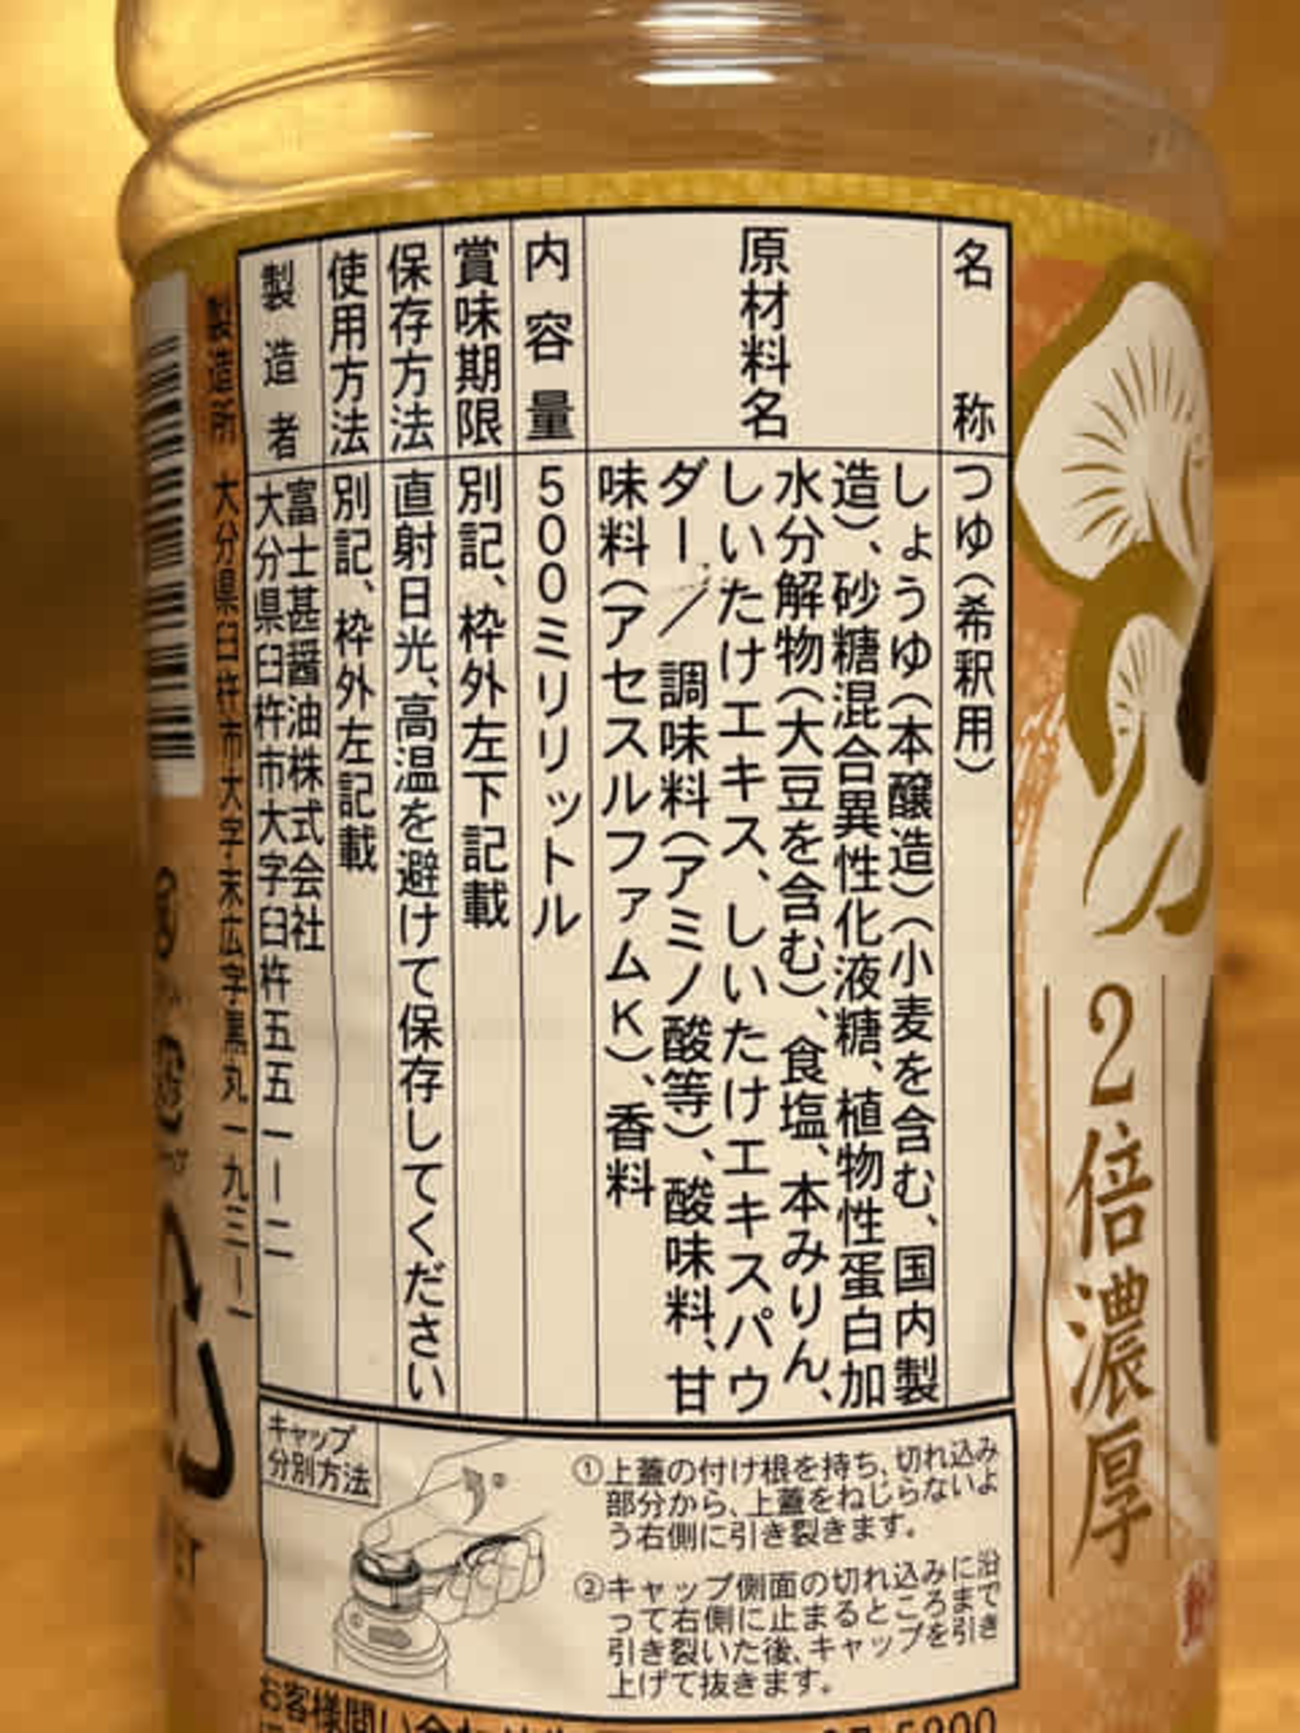 2倍濃厚
名称
つゆ(希釈用)
原材料名
しょうゆ(本醸造)(小麦を含む、国内製
造)、砂糖混合異性化液糖、植物性蛋白加
水分解物(大豆を含む)、食塩、本みりん、
しいたけエキス、しいたけエキスパウ
ダー/調味料(アミノ酸等)、酸味料、甘
味料(アセスルファムK)、香料
内容量
500ミリリットル
賞味期限
別記、枠外左下記載
保存方法
直射日光、高温を避けて保存してください
使用方法
別記、枠外左記載
製造者
富士甚醤油株式会社
大分県臼杵市大字臼杵五五一ー二
製造所
大分県臼杵市大字末広字黒丸一九三ー一
キャップ
分別方法
①上蓋の付け根を持ち、切れ込み
部分から、上蓋をねじらないよ
う右側に引き裂きます。
②キャップ側面の切れ込みに沿
って右側に止まるところまで
引き裂いた後、キャップを引き
上げて抜きます。
お客様問い合わせ